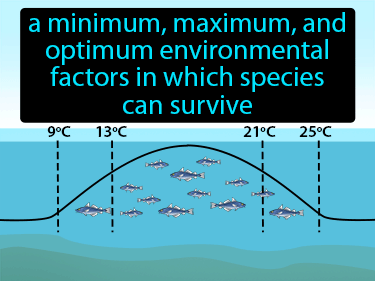 a minimum, maximum, and
optimum environmental
factors in which species
can survive
9°C 13°C 21°C 25°C